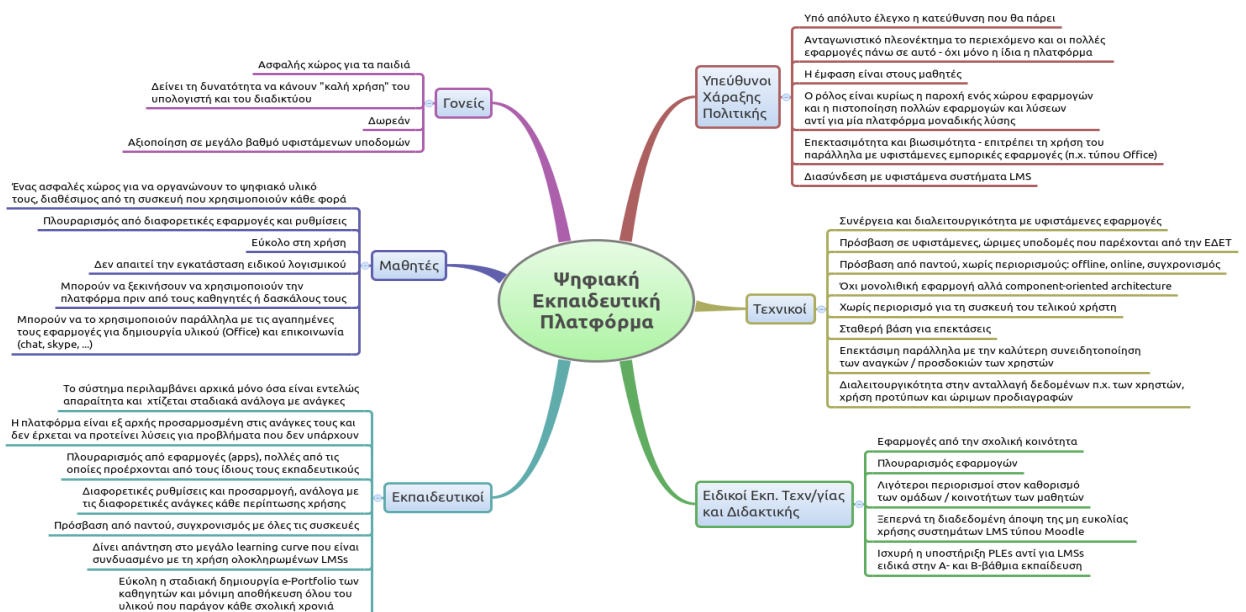 Ψηφιακή
Εκπαιδευτική
Πλατφόρμα
Γονείς
Ασφαλής χώρος για τα παιδιά
Δείνει τη δυνατότητα να κάνουν "καλή χρήση" του
υπολογιστή και του διαδικτύου
Δωρεάν
Αξιοποίηση σε μεγάλο βαθμό υφιστάμενων υποδομών
Μαθητές
Ένας ασφαλές χώρος για να οργανώνουν το ψηφιακό υλικό
τους, διαθέσιμος από τη συσκευή που χρησιμοποιούν κάθε φορά
Πλουραρισμός από διαφορετικές εφαρμογές και ρυθμίσεις
Εύκολο στη χρήση
Δεν απαιτεί την εγκατάσταση ειδικού λογισμικού
Μπορούν να ξεκινήσουν να χρησιμοποιούν την
πλατφόρμα πριν από τους καθηγητές ή δασκάλους τους
Μπορούν να το χρησιμοποιούν παράλληλα με τις αγαπημένες
τους εφαρμογές για δημιουργία υλικού (Office) και επικοινωνία
(chat, skype, ...)
Εκπαιδευτικοί
Το σύστημα περιλαμβάνει αρχικά μόνο όσα είναι εντελώς
απαραίτητα και χτίζεται σταδιακά ανάλογα με ανάγκες
Η πλατφόρμα είναι εξ αρχής προσαρμοσμένη στις ανάγκες τους και
δεν έρχεται να προτείνει λύσεις για προβλήματα που δεν υπάρχουν
Πλουραρισμός από εφαρμογές (apps), πολλές από τις
οποίες προέρχονται από τους ίδιους τους εκπαδευτικούς
Διαφορετικές ρυθμίσεις και προσαρμογή, ανάλογα με
τις διαφορετικές ανάγκες κάθε περίπτωσης χρήσης
Πρόσβαση από παντού, συγχρονισμός με όλες τις συσκευές
Δίνει απάντηση στο μεγάλο learning curve που είναι
συνδυασμένο με τη χρήση ολοκληρωμένων LMSs
Εύκολη η σταδιακή δημιουργία e-Portfolio των
καθηγητών και μόνιμη αποθήκευση όλου του
υλικού που παράγον κάθε σχολική χρονιά
Υπεύθυνοι
Χάραξης
Πολιτικής
Υπό απόλυτο έλεγχο η κατεύθυνση που θα πάρει
Ανταγωνιστικό πλεονέκτημα το περιεχόμενο και οι πολλές
εφαρμογές πάνω σε αυτό - όχι μόνο η ίδια η πλατφόρμα
Η έμφαση είναι στους μαθητές
Ο ρόλος είναι κυρίως η παροχή ενός χώρου εφαρμογών
και η πιστοποίηση πολλών εφαρμογών και λύσεων
αντί για μία πλατφόρμα μοναδικής λύσης
Επεκτασιμότητα και βιωσιμότητα - επιτρέπει τη χρήση του
παράλληλα με υφιστάμενες εμπορικές εφαρμογές (π.χ. τύπου Office)
Διασύνδεση με υφιστάμενα συστήματα LMS
Τεχνικοί
Συνέργεια και διαλειτουργικότητα με υφιστάμενες εφαρμογές
Πρόσβαση σε υφιστάμενες, ώριμες υποδομές που παρέχονται από την ΕΔΕΤ
Πρόσβαση από παντού, χωρίς περιορισμούς: offline, online, συγχρονισμός
Όχι μονολιθική εφαρμογή αλλά component-oriented architecture
Χωρίς περιορισμό για τη συσκευή του τελικού χρήστη
Σταθερή βάση για επεκτάσεις
Επεκτάσιμη παράλληλα με την καλύτερη συνειδητοποίηση
των αναγκών / προσδοκιών των χρηστών
Διαλειτουργικότητα στην ανταλλαγή δεδομένων π.χ. των χρηστών,
χρήση προτύπων και ώριμων προδιαγραφών
Ειδικοί Εκπ. Τεχν/γίας
και Διδακτικής
Εφαρμογές από την σχολική κοινότητα
Πλουραρισμός εφαρμογών
Λιγότεροι περιορισμοί στον καθορισμό
των ομάδων / κοινοτήτων των μαθητών
Ξεπερνά τη διαδεδομένη άποψη της μη ευκολίας
χρήσης συστημάτων LMS τύπου Moodle
Ισχυρή η υποστήριξη PLEs αντί για LMSs
ειδικά στην Α- και Β-βάθμια εκπαίδευση